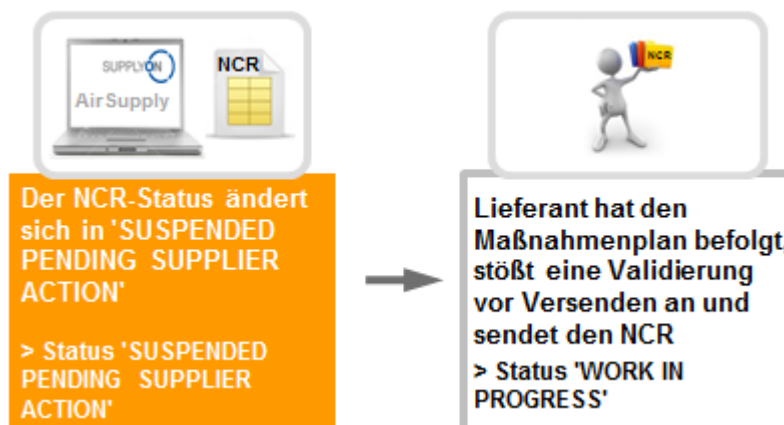 SUPPLYON
AirSupply
NCR
Der NCR-Status ändert
sich in 'SUSPENDED
PENDING SUPPLIER
ACTION'
> Status 'SUSPENDED
PENDING SUPPLIER
ACTION'
NCR
Lieferant hat den
Maßnahmenplan befolgt,
stößt eine Validierung
vor Versenden an und
sendet den NCR
> Status 'WORK IN
PROGRESS'